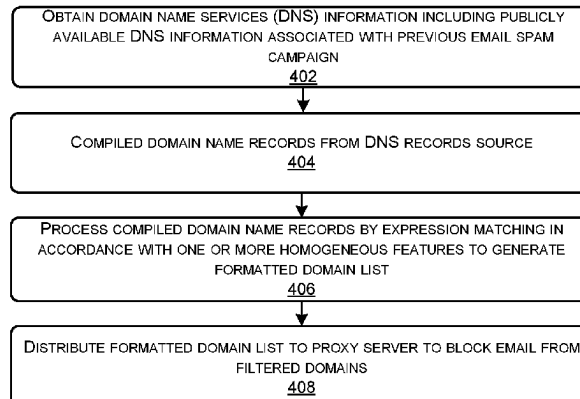 OBTAIN DOMAIN NAME SERVICES (DNS) INFORMATION INCLUDING PUBLICLY
AVAILABLE DNS INFORMATION ASSOCIATED WITH PREVIOUS EMAIL SPAM
CAMPAIGN
402
COMPILED DOMAIN NAME RECORDS FROM DNS RECORDS SOURCE
404
PROCESS COMPILED DOMAIN NAME RECORDS BY EXPRESSION MATCHING IN
ACCORDANCE WITH ONE OR MORE HOMOGENEOUS FEATURES TO GENERATE
FORMATTED DOMAIN LIST
406
DISTRIBUTE FORMATTED DOMAIN LIST TO PROXY SERVER TO BLOCK EMAIL FROM
FILTERED DOMAINS
408